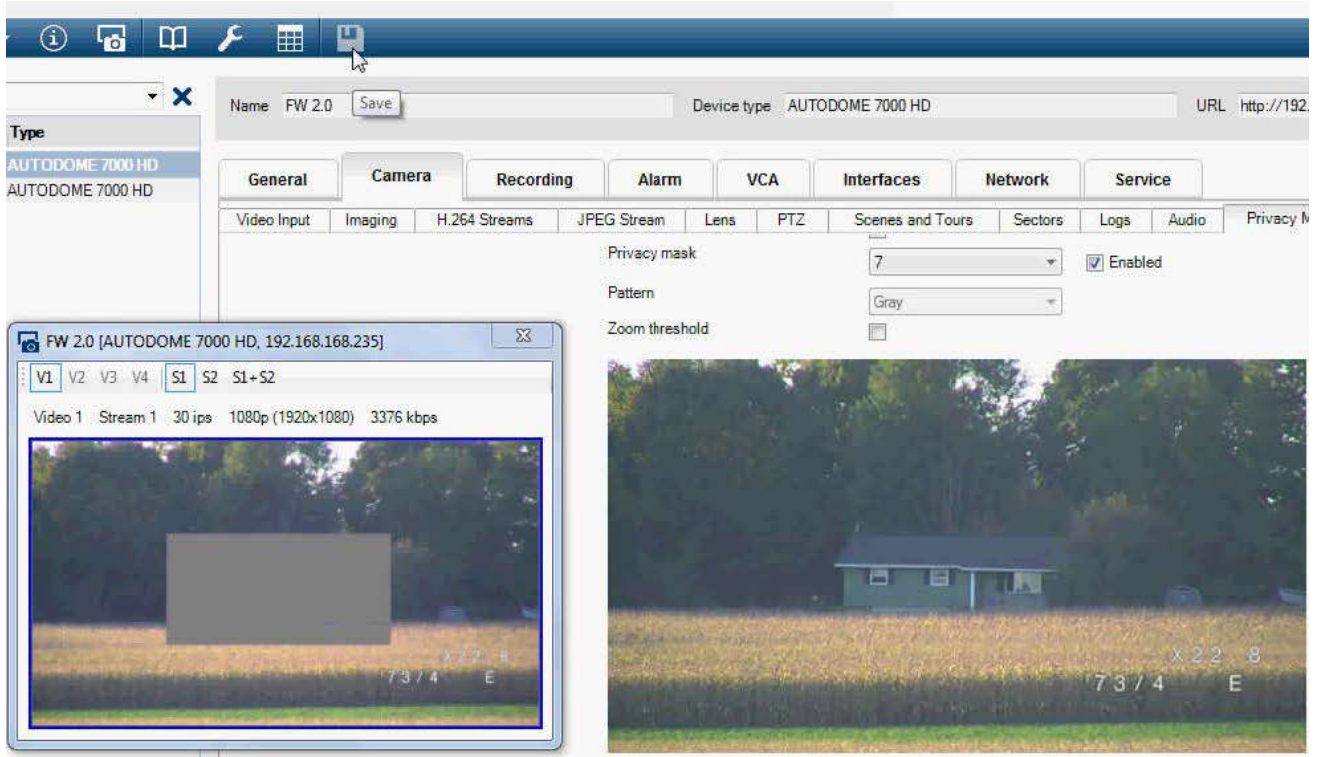 Name FW 2.0 Save Device type AUTODOME 7000 HD URL http://192.
Type
AUTODOME 7000 HD
AUTODOME 7000 HD
General Camera Recording Alarm VCA Interfaces Network Service
Video Input Imaging H.264 Streams JPEG Stream Lens PTZ Scenes and Tours Sectors Logs Audio Privacy M
Privacy mask 7 Enabled
Pattern Gray
Zoom threshold
FW 2.0 [AUTODOME 7000 HD, 192.168.168.235]
V1 V2 V3 V4 S1 S2 S1+S2
Video 1 Stream 1 30 ips 1080p (1920x1080) 3376 kbps
X22 8
73/4 E
X22 8
73/4 E